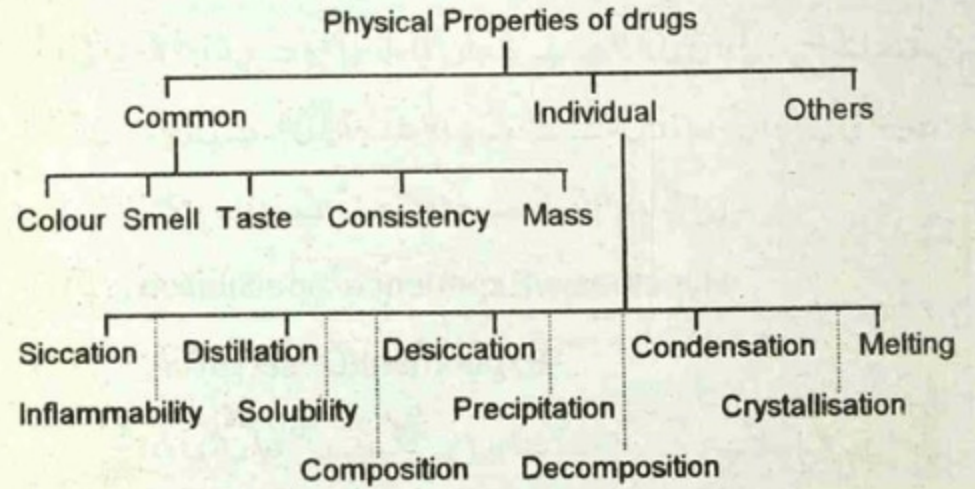 Physical Properties of drugs
Common Individual Others
Colour Smell Taste Consistency Mass
Siccation Distillation Desiccation Condensation Melting
Inflammability Solubility Precipitation Crystallisation
Composition Decomposition